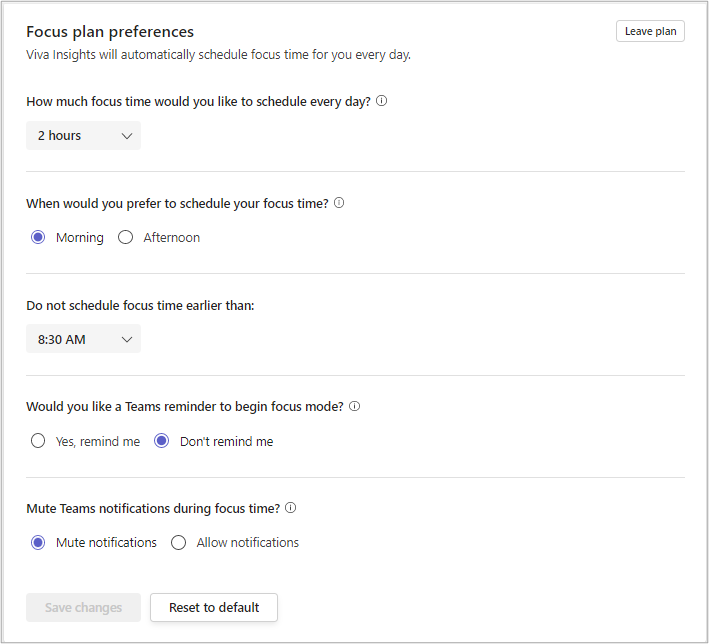 Focus plan preferences
Leave plan
Viva Insights will automatically schedule focus time for you every day.
How much focus time would you like to schedule every day?
2 hours
When would you prefer to schedule your focus time?
Morning Afternoon
Do not schedule focus time earlier than:
8:30 AM
Would you like a Teams reminder to begin focus mode?
Yes, remind me Don't remind me
Mute Teams notifications during focus time?
Mute notifications Allow notifications
Save changes Reset to default